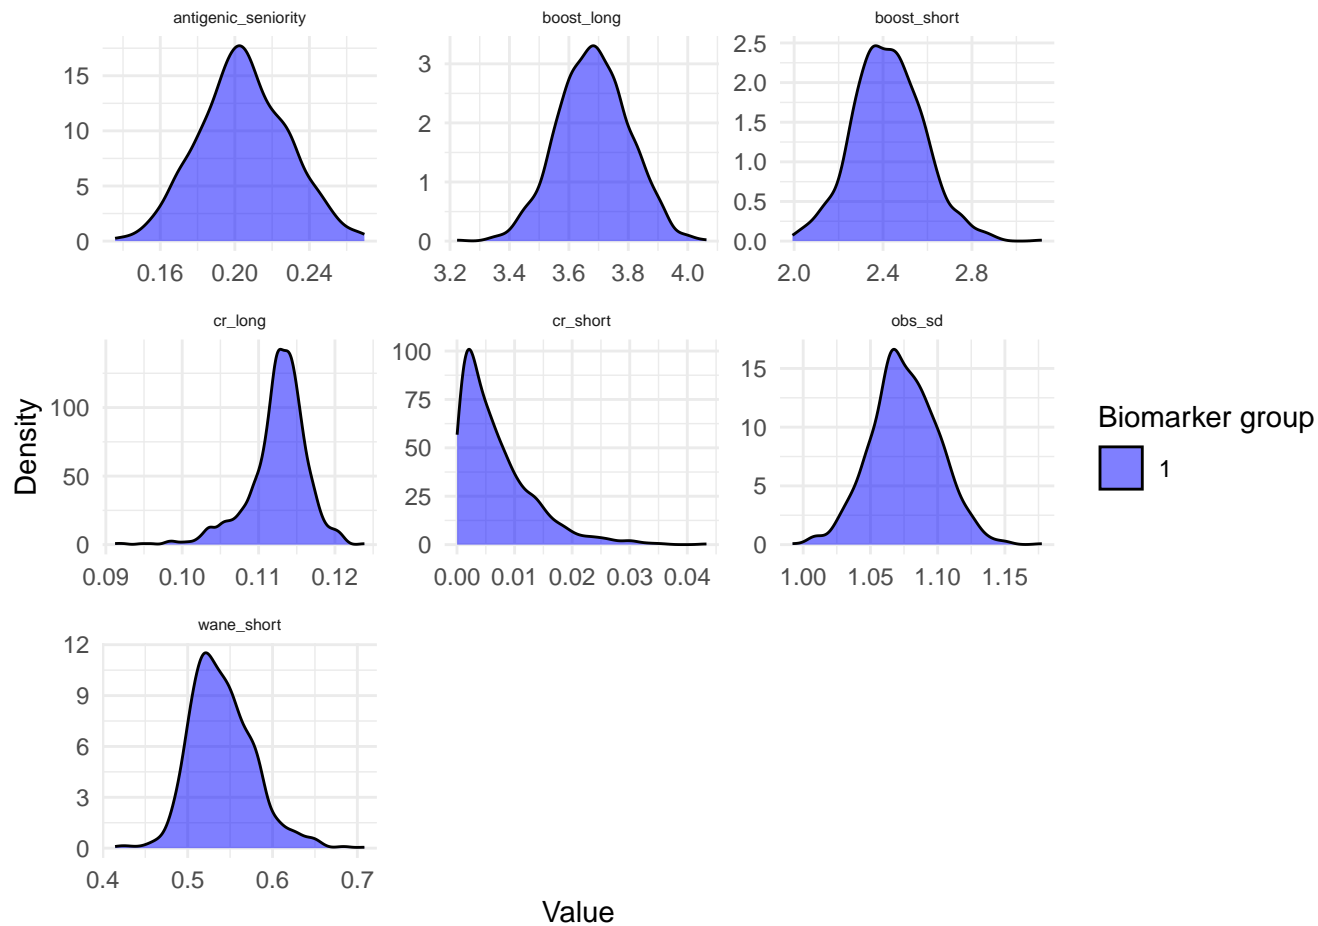 antigenic_seniority
boost_long
boost_short
15
10
5
0
0.16 0.20 0.24
3
2
1
0
3.2 3.4 3.6 3.8 4.0
2.5
2.0
1.5
1.0
0.5
0.0
2.0 2.4 2.8
cr_long
cr_short
obs_sd
100
50
0
0.09 0.10 0.11 0.12
100
75
50
25
0
0.00 0.01 0.02 0.03 0.04
15
10
5
0
1.00 1.05 1.10 1.15
wane_short
12
9
6
3
0
0.4 0.5 0.6 0.7
Density
Value
Biomarker group
1